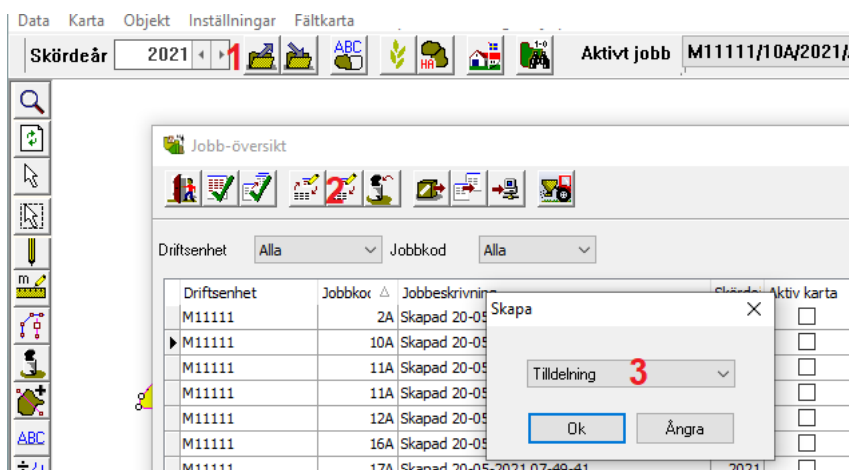 Data Karta Objekt Inställningar Fältkarta
Skördeår 2021 1 ABC HA 1-0 Aktivt jobb M11111/10A/2021/
Jobb-översikt
2
Driftsenhet Alla Jobbkod Alla
m
Driftsenhet Jobbkod Jobbeskrivning Aktiv karta
M11111 2A Skapad 20-05
M11111 10A Skapad 20-05
M11111 11A Skapad 20-05
M11111 11A Skapad 20-05
M11111 12A Skapad 20-05
M11111 16A Skapad 20-05
M11111 17A Skapad 20-05-2021 07-49-41 2021
Skapa
Tilldelning 3
Ok Ångra
ABC